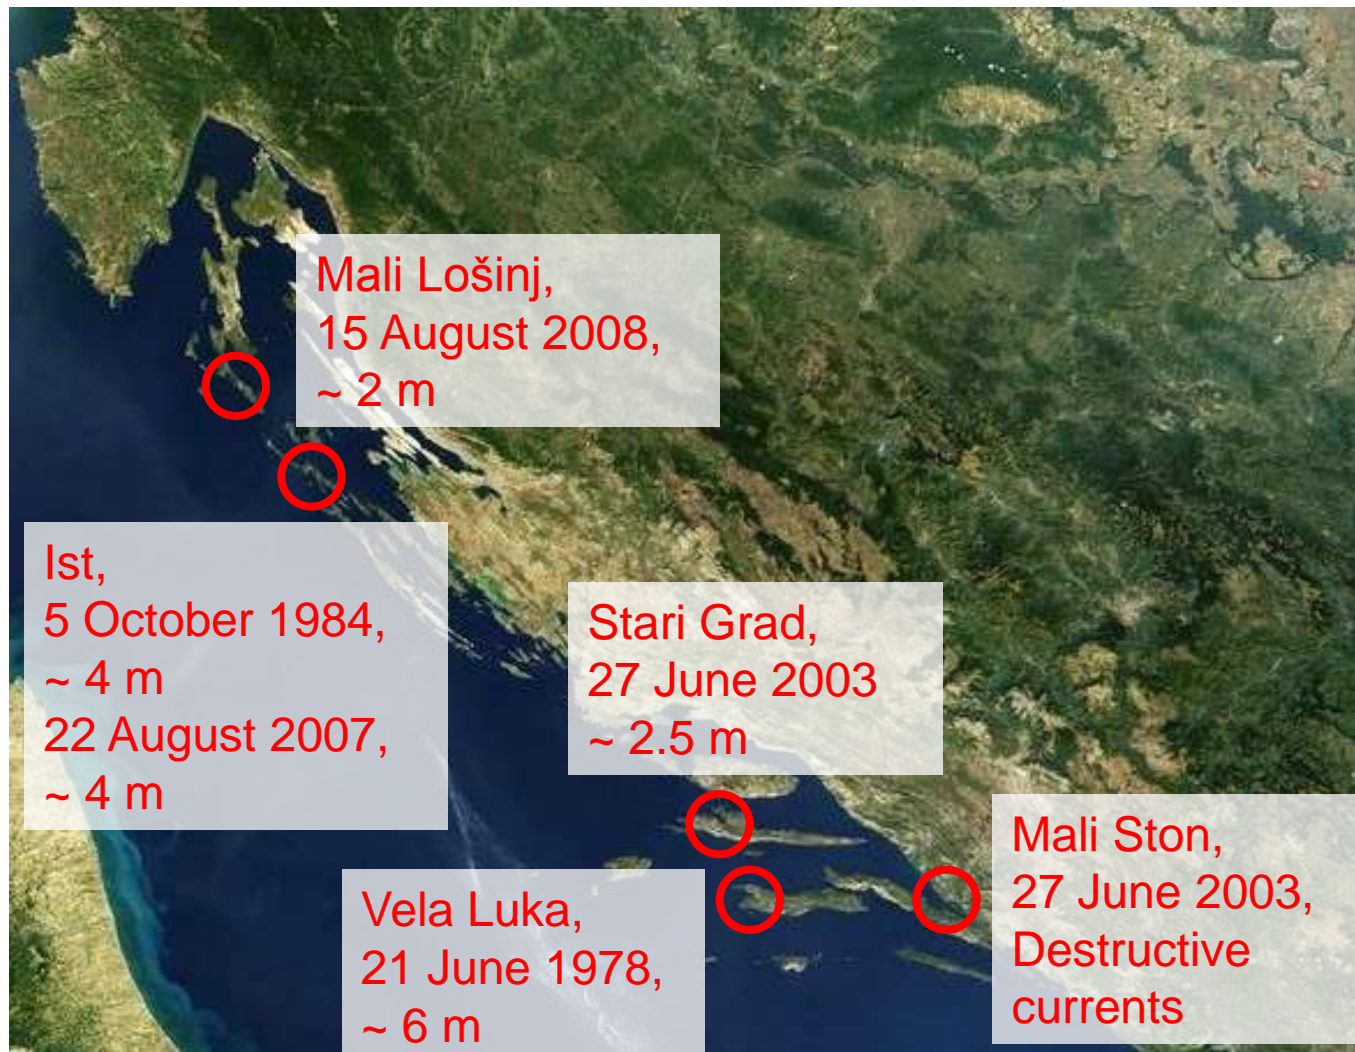 Mali Lošinj,
15 August 2008,
~ 2 m
Ist,
5 October 1984,
~ 4 m
22 August 2007,
~ 4 m
Stari Grad,
27 June 2003
~ 2.5 m
Vela Luka,
21 June 1978,
~ 6 m
Mali Ston,
27 June 2003,
Destructive
currents